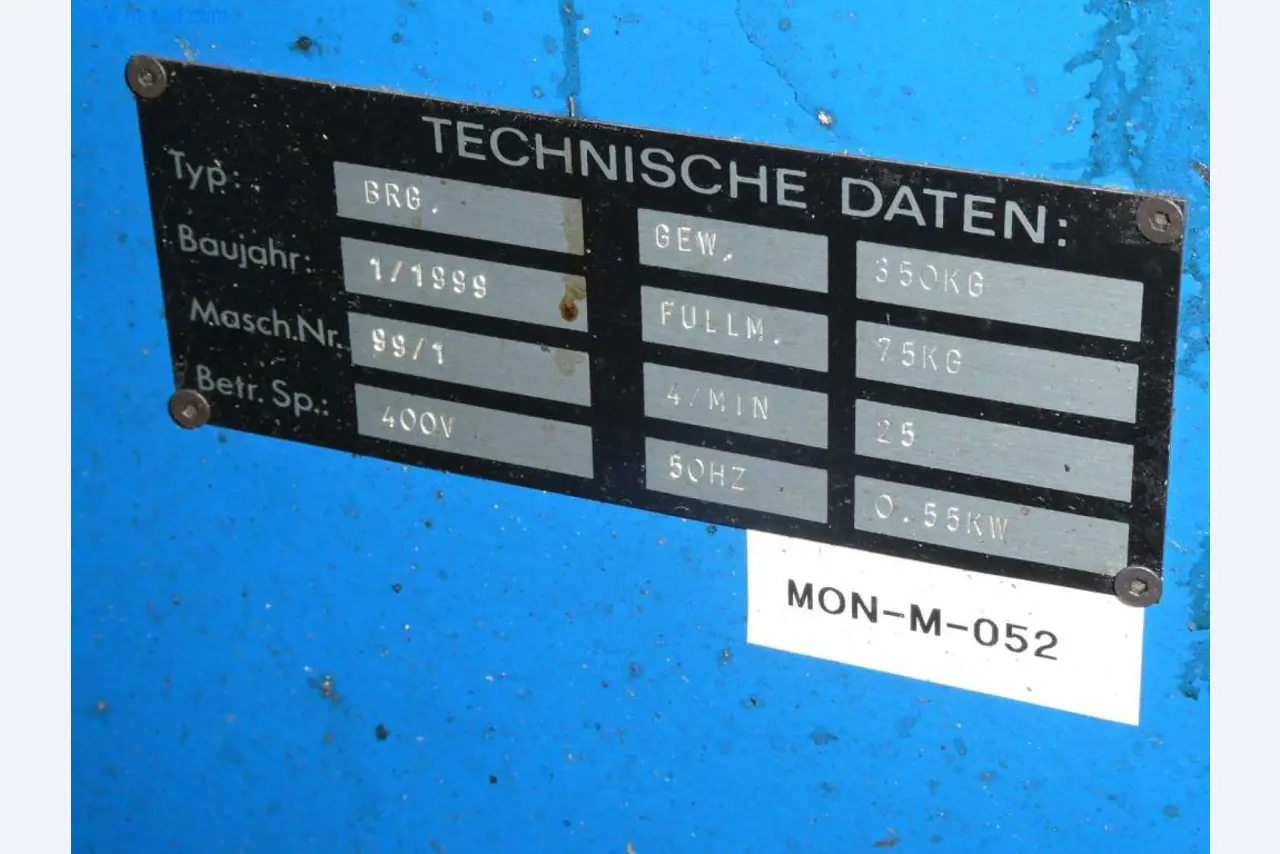 TECHNISCHE DATEN:
Typ: BRG. GEW. 350KG
Baujahr: 1/1999 FULLM. 75KG
Masch.Nr. 99/1 4/MIN 25
Betr. Sp.: 400V 50HZ 0.55KW
MON-M-052